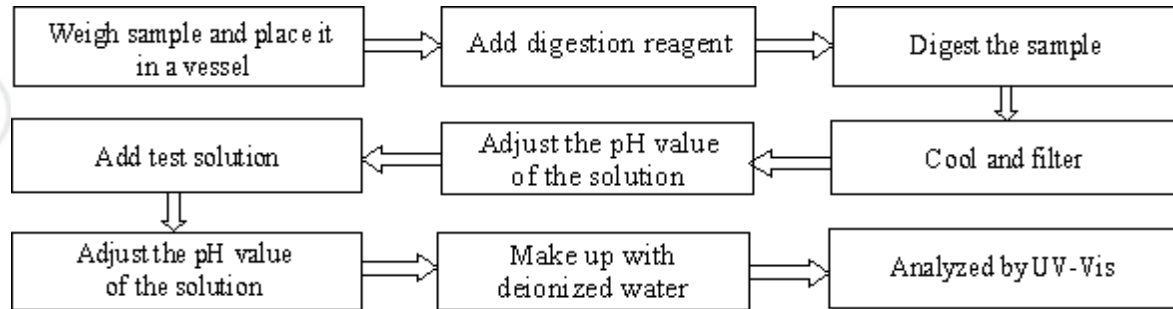 Weigh sample and place it
in a vessel
Add digestion reagent
Digest the sample
Cool and filter
Adjust the pH value
of the solution
Add test solution
Adjust the pH value
of the solution
Make up with
deionized water
Analyzed by UV-Vis